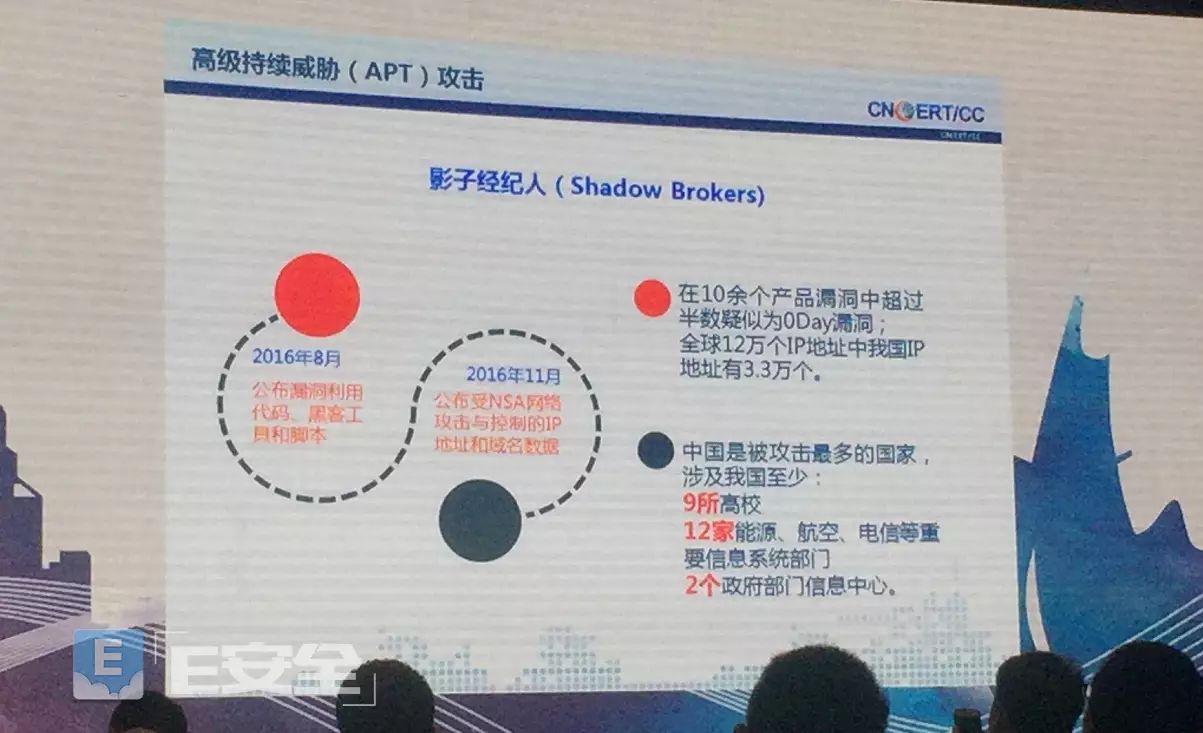 高级持续威胁（APT）攻击
CNCERT/CC
CNCERT/CC
影子经纪人（Shadow Brokers)
2016年8月
公布漏洞利用
代码、黑客工
具和脚本
2016年11月
公布受NSA网络
攻击与控制的IP
地址和域名数据
在10余个产品漏洞中超过
半数疑似为0Day漏洞；
全球12万个IP地址中我国IP
地址有3.3万个。
中国是被攻击最多的国家，
涉及我国至少：
9所高校
12家能源、航空、电信等重
要信息系统部门
2个政府部门信息中心。
E
E安全